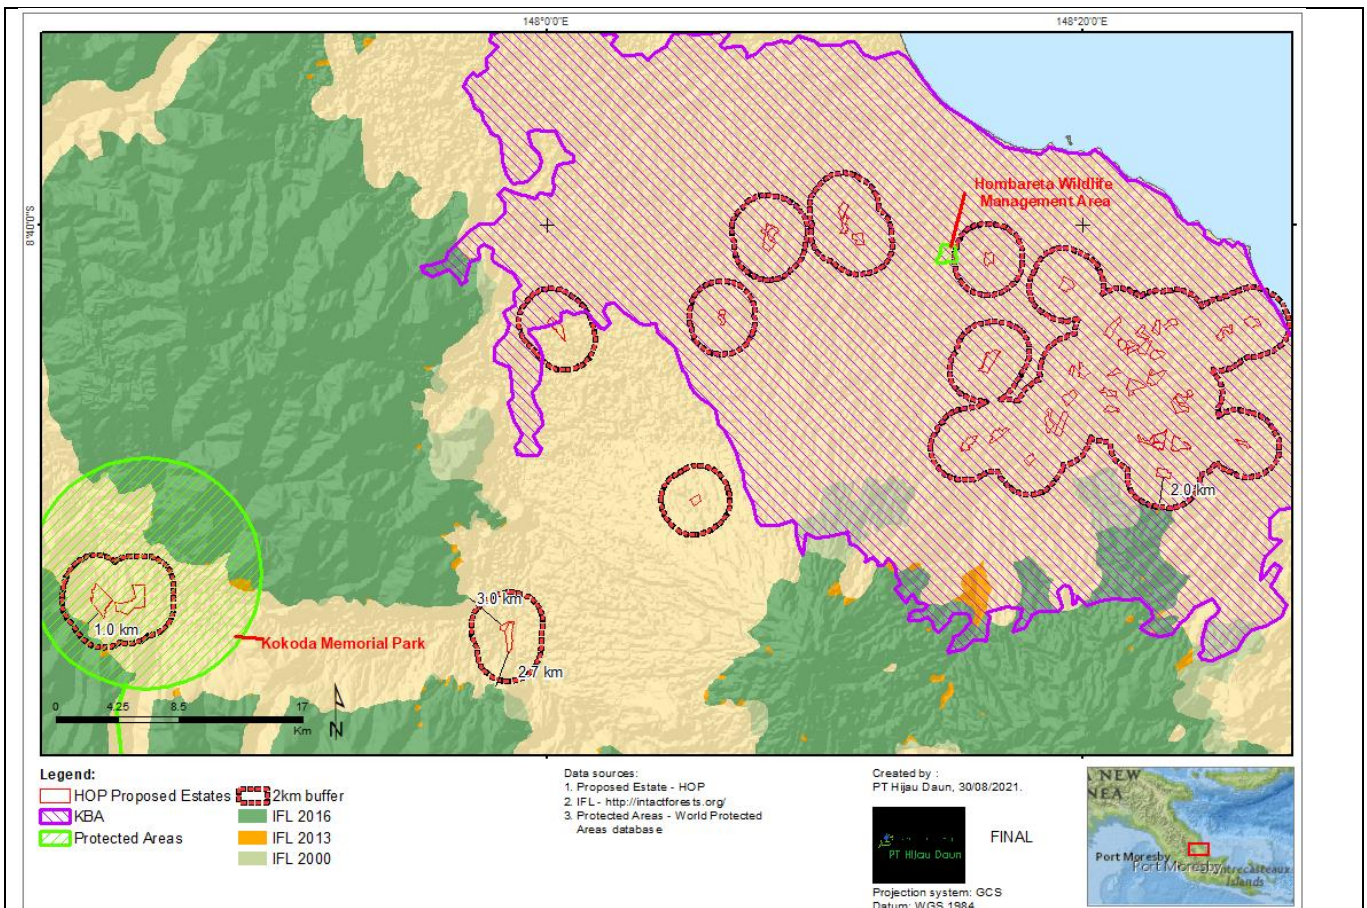 148°0'0"E
148°20'0"E
8°40'0"S
Hombareta Wildlife
Management Area
2.0 km
3.0 km
1.0 km
Kokoda Memorial Park
2.7 km
0 4.25 8.5 17
Km
N
Legend:
HOP Proposed Estates
2km buffer
KBA
IFL 2016
Protected Areas
IFL 2013
IFL 2000
Data sources:
1. Proposed Estate - HOP
2. IFL - http://intactforests.org/
3. Protected Areas - World Protected
Areas database
Created by :
PT Hijau Daun, 30/08/2021.
PT Hijau Daun
FINAL
Projection system: GCS
Datum: WGS 1984
NEW
Port Moresby
Port Moresby
Islands